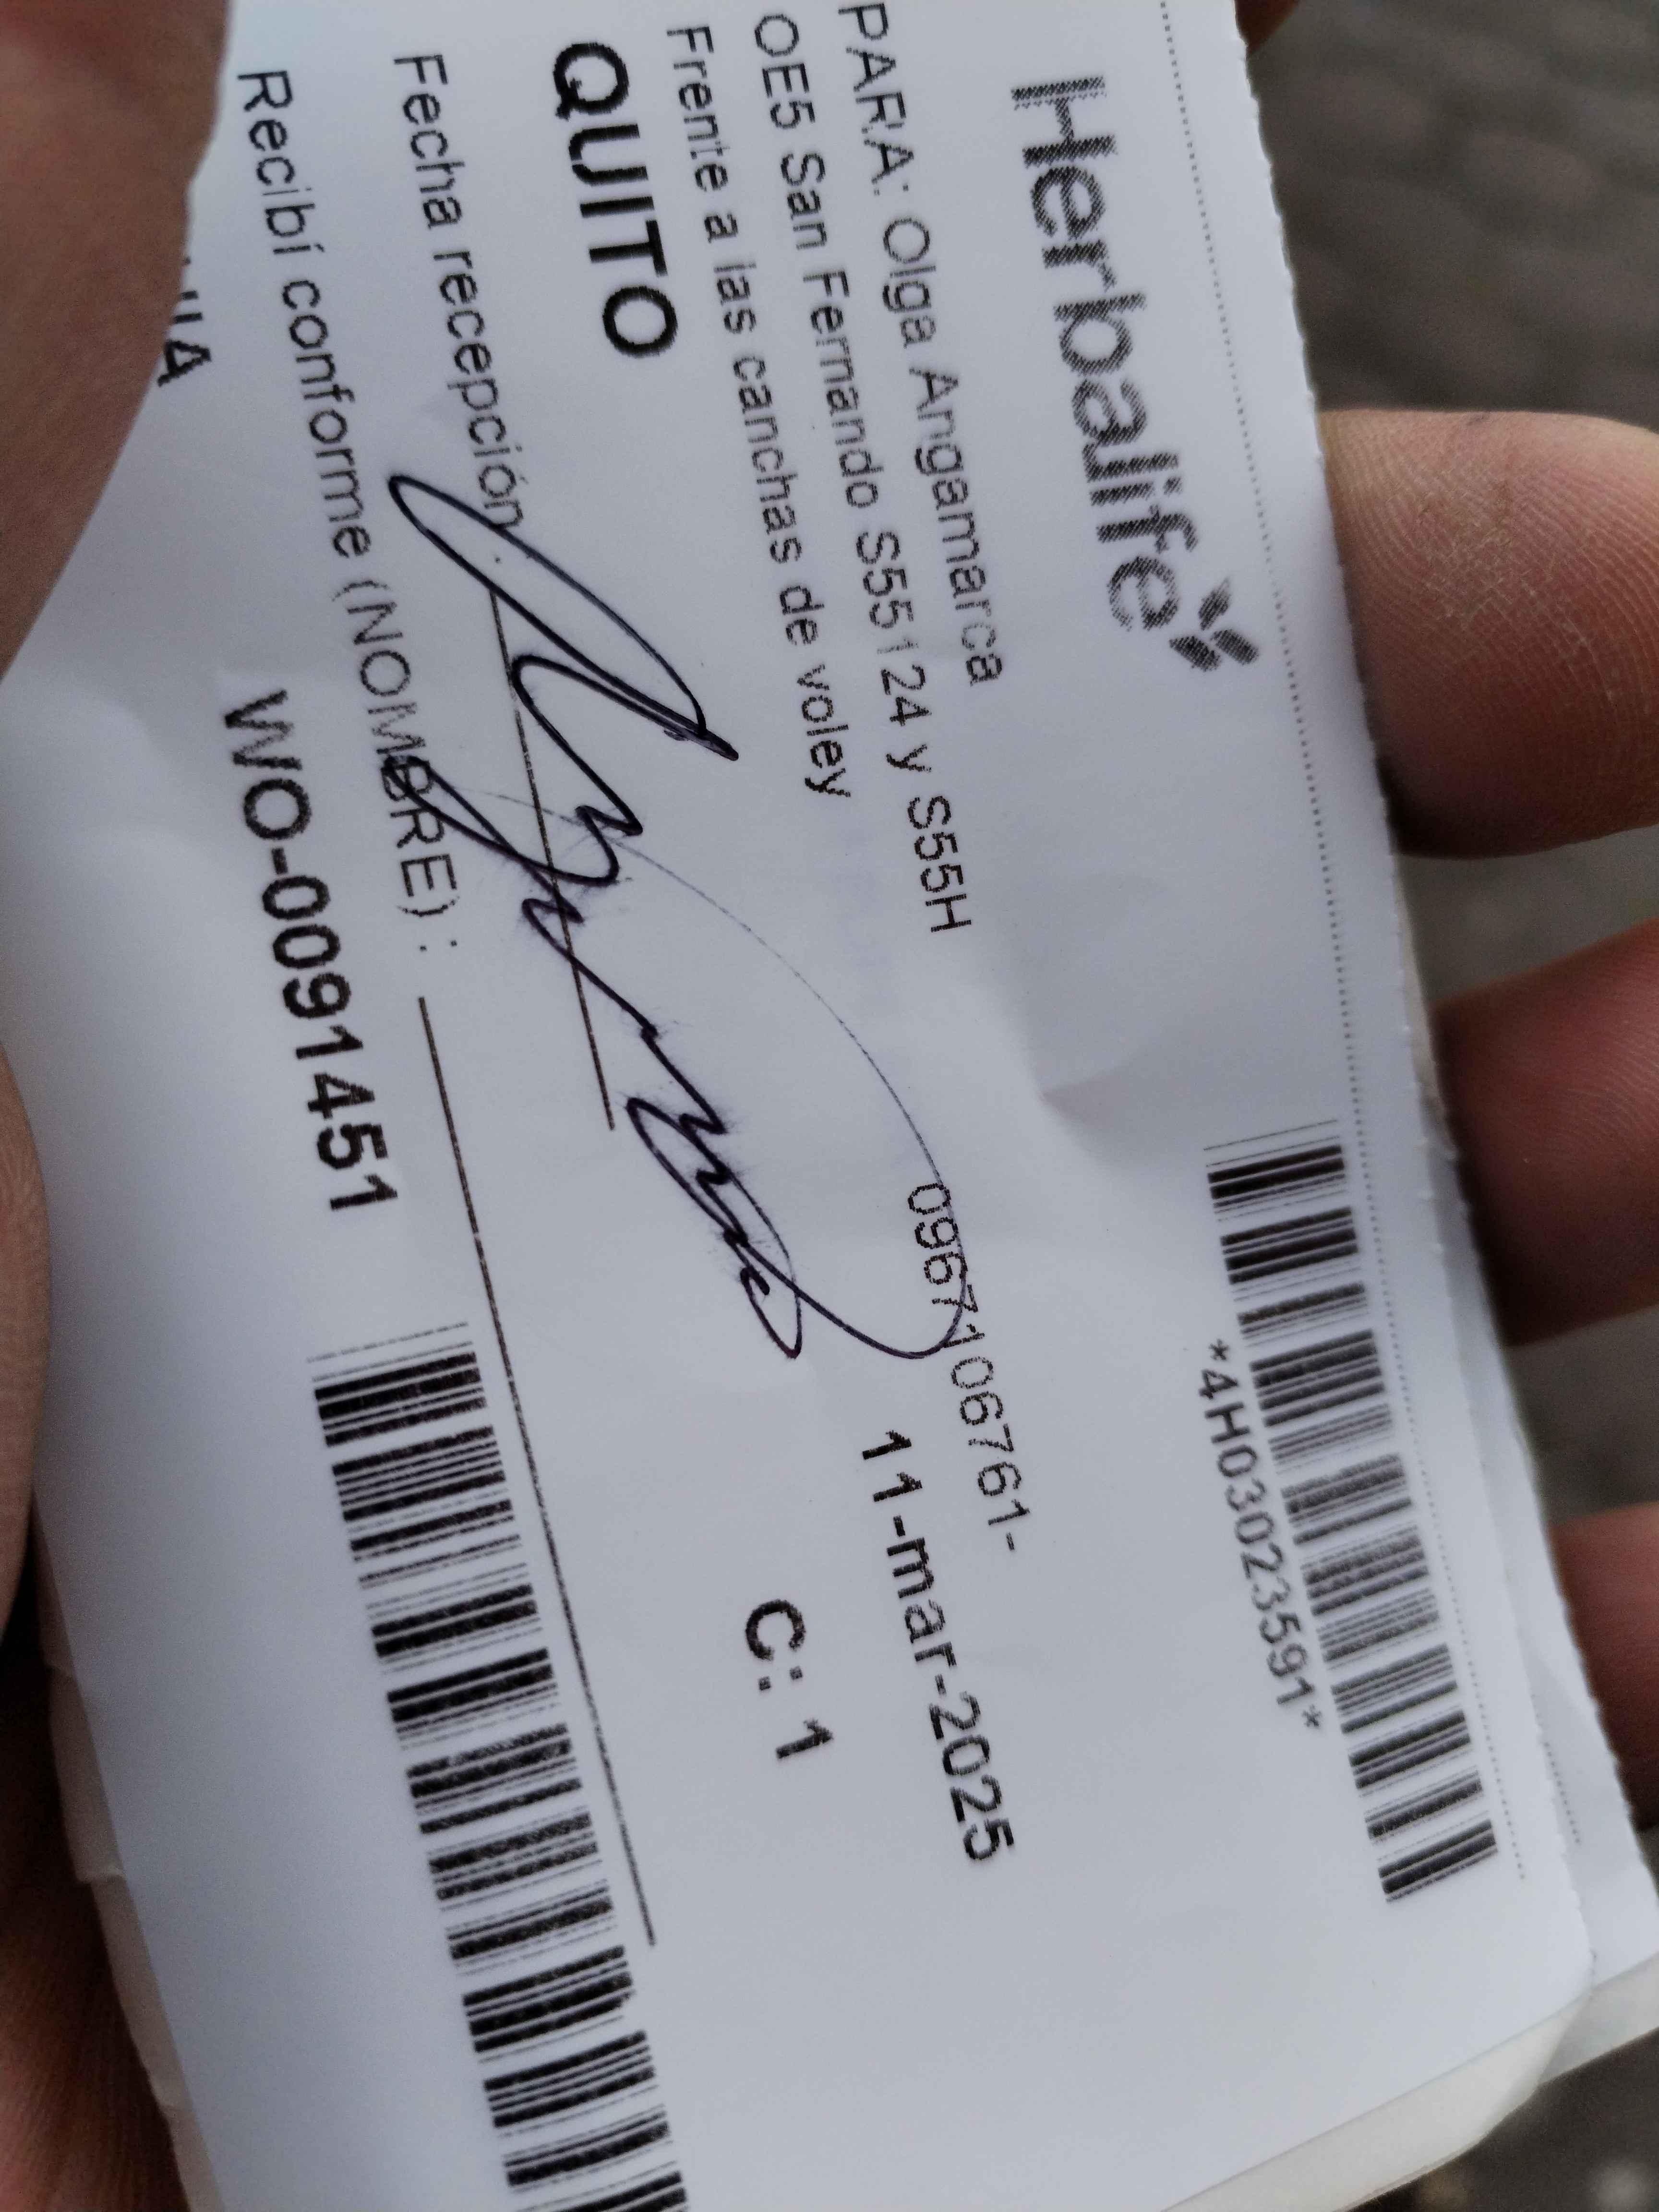 Herbalife
*4H03023591*
PARA: Olga Angamarca
0967106761-
OE5 San Fernando S55124 y S55H
Frente a las canchas de voley
11-mar-2025
QUITO
C: 1
Fecha recepción
Recibí conforme (NOMBRE) :
WO-0091451